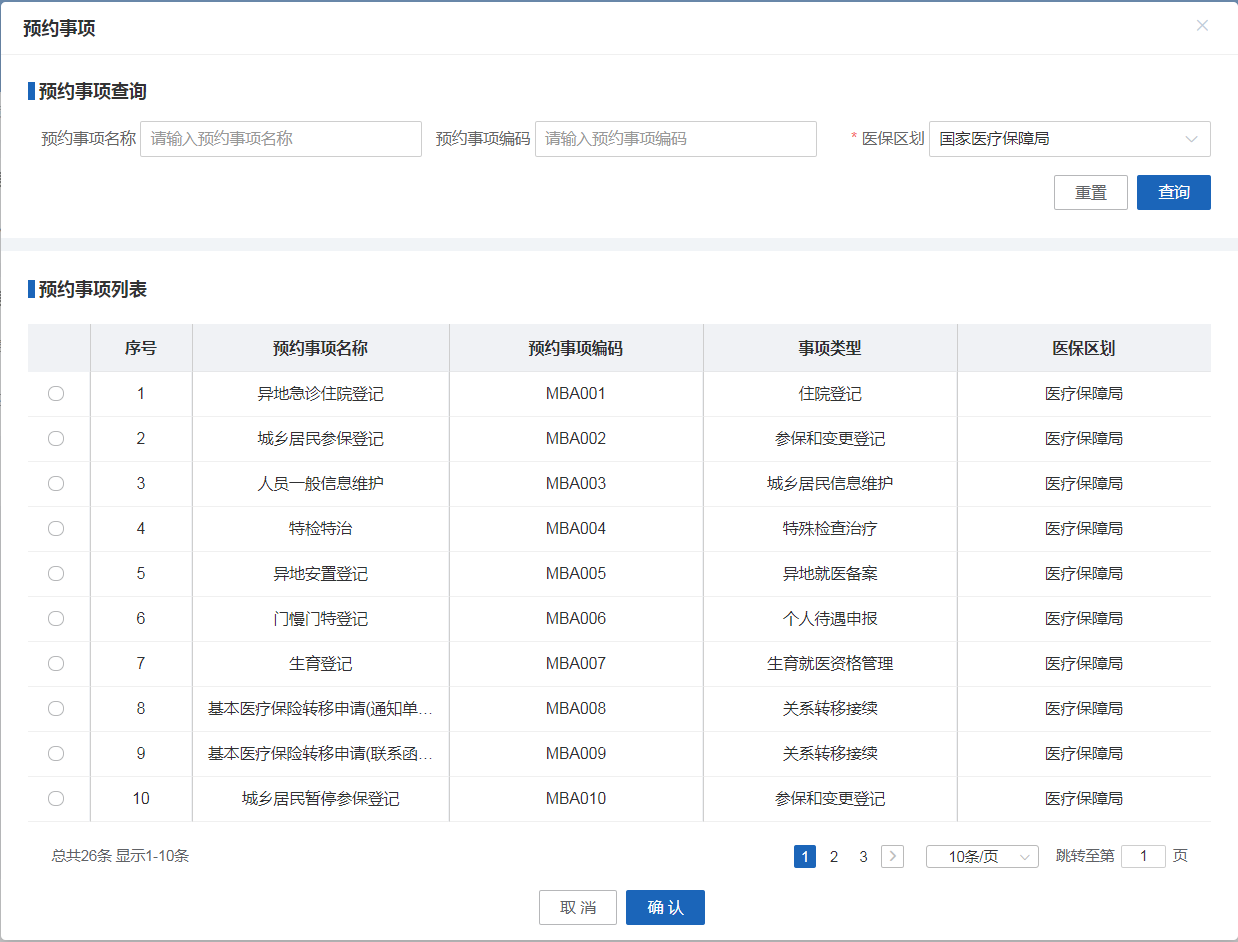 预约事项
预约事项查询
预约事项名称 请输入预约事项名称 预约事项编码 请输入预约事项编码 * 医保区划 国家医疗保障局
重置 查询
预约事项列表
序号 预约事项名称 预约事项编码 事项类型 医保区划
1 异地急诊住院登记 MBA001 住院登记 医疗保障局
2 城乡居民参保登记 MBA002 参保和变更登记 医疗保障局
3 人员一般信息维护 MBA003 城乡居民信息维护 医疗保障局
4 特检特治 MBA004 特殊检查治疗 医疗保障局
5 异地安置登记 MBA005 异地就医备案 医疗保障局
6 门慢门特登记 MBA006 个人待遇申报 医疗保障局
7 生育登记 MBA007 生育就医资格管理 医疗保障局
8 基本医疗保险转移申请(通知单... MBA008 关系转移接续 医疗保障局
9 基本医疗保险转移申请(联系函... MBA009 关系转移接续 医疗保障局
10 城乡居民暂停参保登记 MBA010 参保和变更登记 医疗保障局
总共26条 显示1-10条 1 2 3 > 10条/页 跳转至第 1 页
取 消 确 认